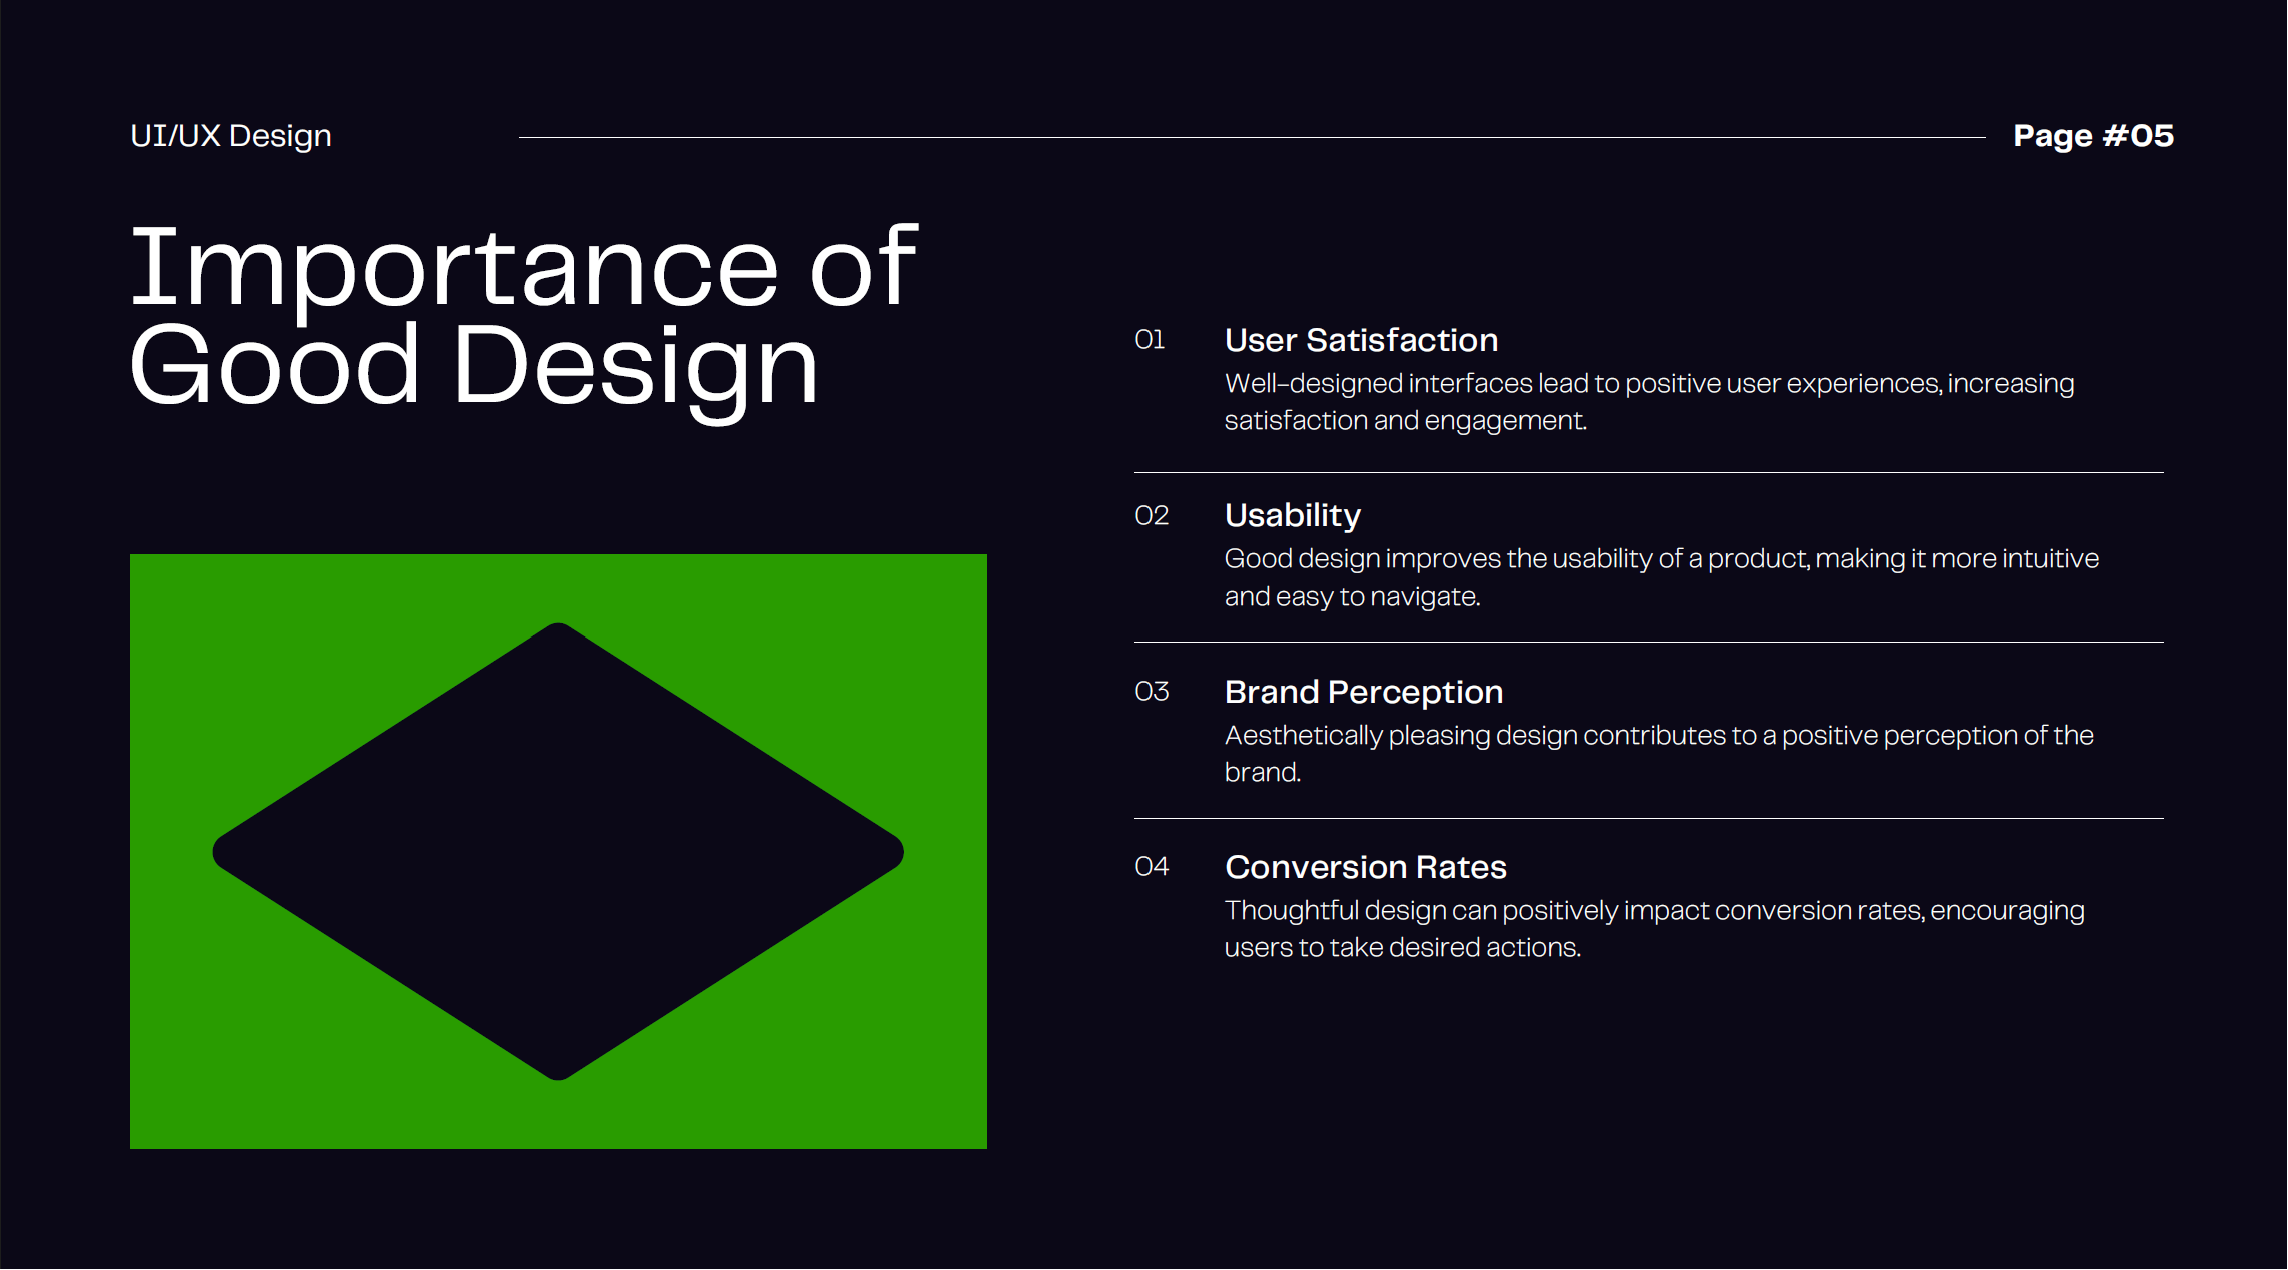 UI/UX Design
Page #05
Importance of
Good Design
01
User Satisfaction
Well-designed interfaces lead to positive user experiences, increasing
satisfaction and engagement.
02
Usability
Good design improves the usability of a product, making it more intuitive
and easy to navigate.
03
Brand Perception
Aesthetically pleasing design contributes to a positive perception of the
brand.
04
Conversion Rates
Thoughtful design can positively impact conversion rates, encouraging
users to take desired actions.